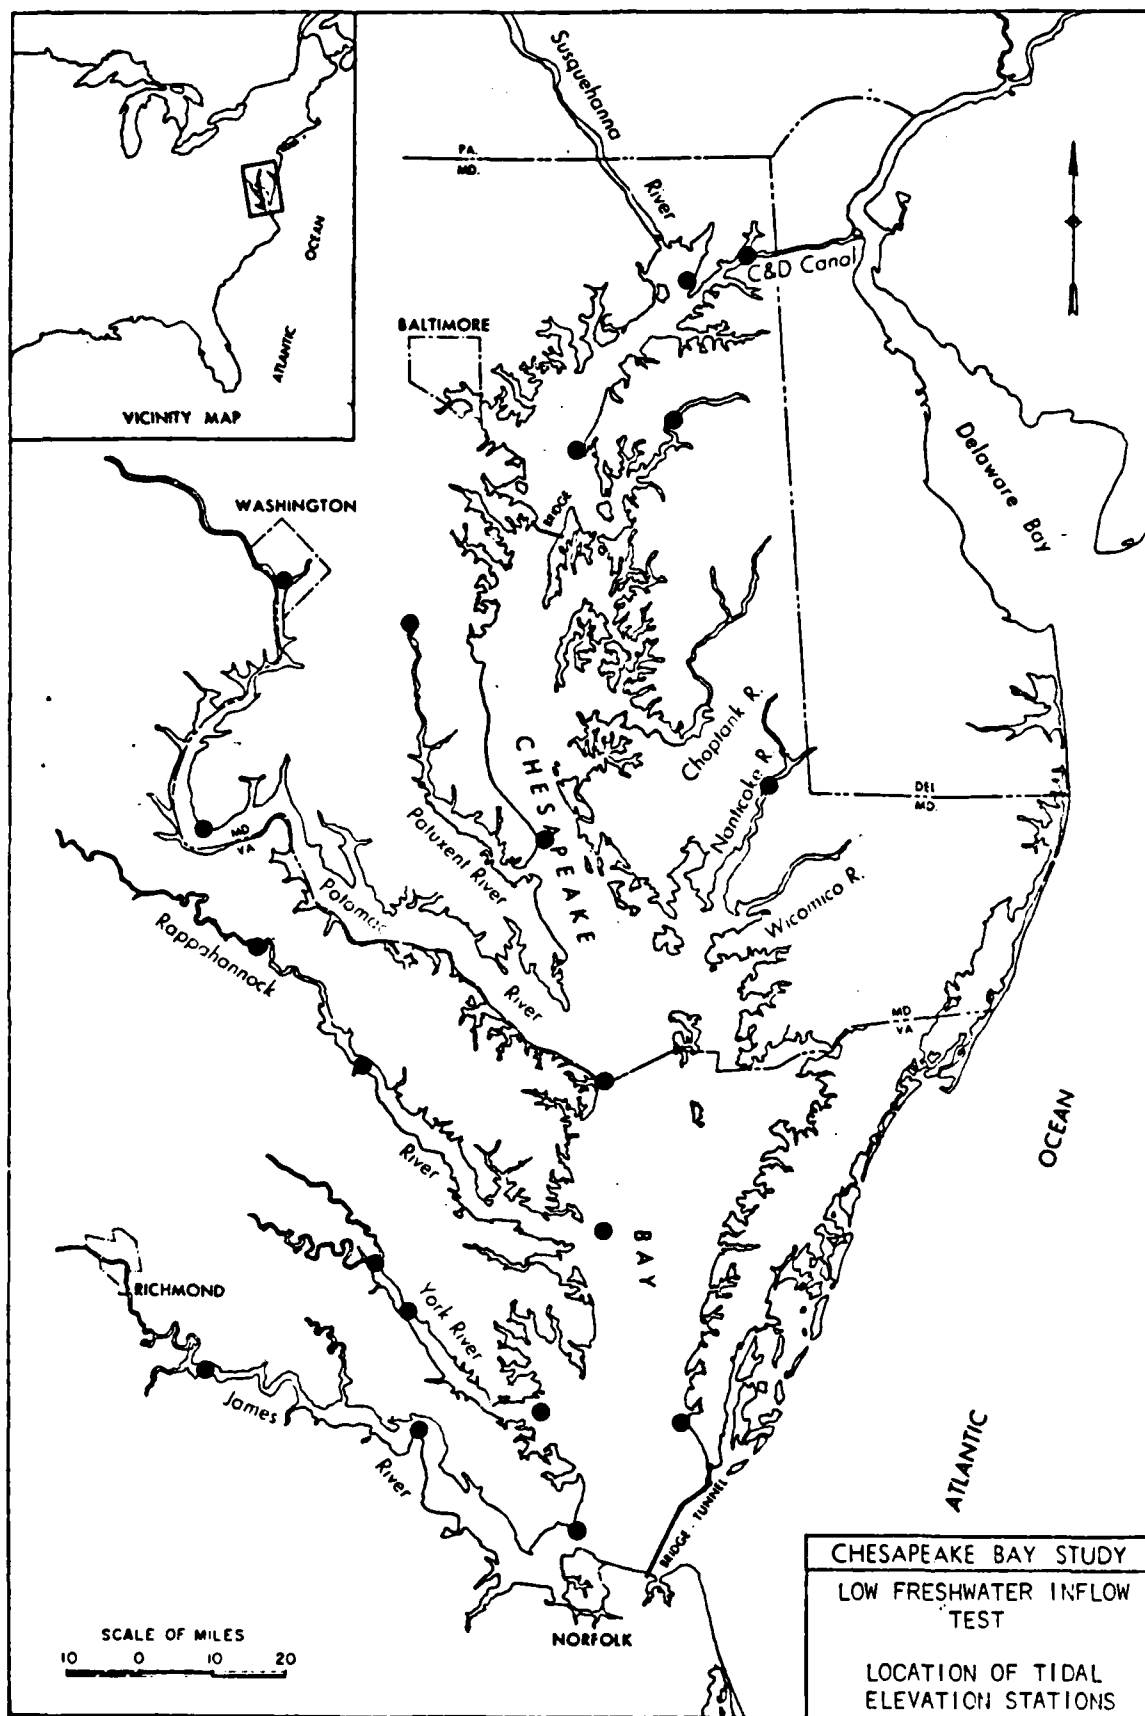 Susquehanna
River
PA.
MD.
C&D Canal
OCEAN
ATLANTIC
VICINITY MAP
BALTIMORE
BRIDGE
WASHINGTON
Delaware Bay
Choptank R.
Nanticoke R.
DEL
MD.
CHESAPEAKE
Patuxent River
MD
VA
Potomac
River
Wicomico R.
Rappahannock
River
MD
VA
OCEAN
BAY
RICHMOND
York River
James
River
ATLANTIC
BRIDGE - TUNNEL
NORFOLK
SCALE OF MILES
10 0 10 20
CHESAPEAKE BAY STUDY
LOW FRESHWATER INFLOW
TEST
LOCATION OF TIDAL
ELEVATION STATIONS